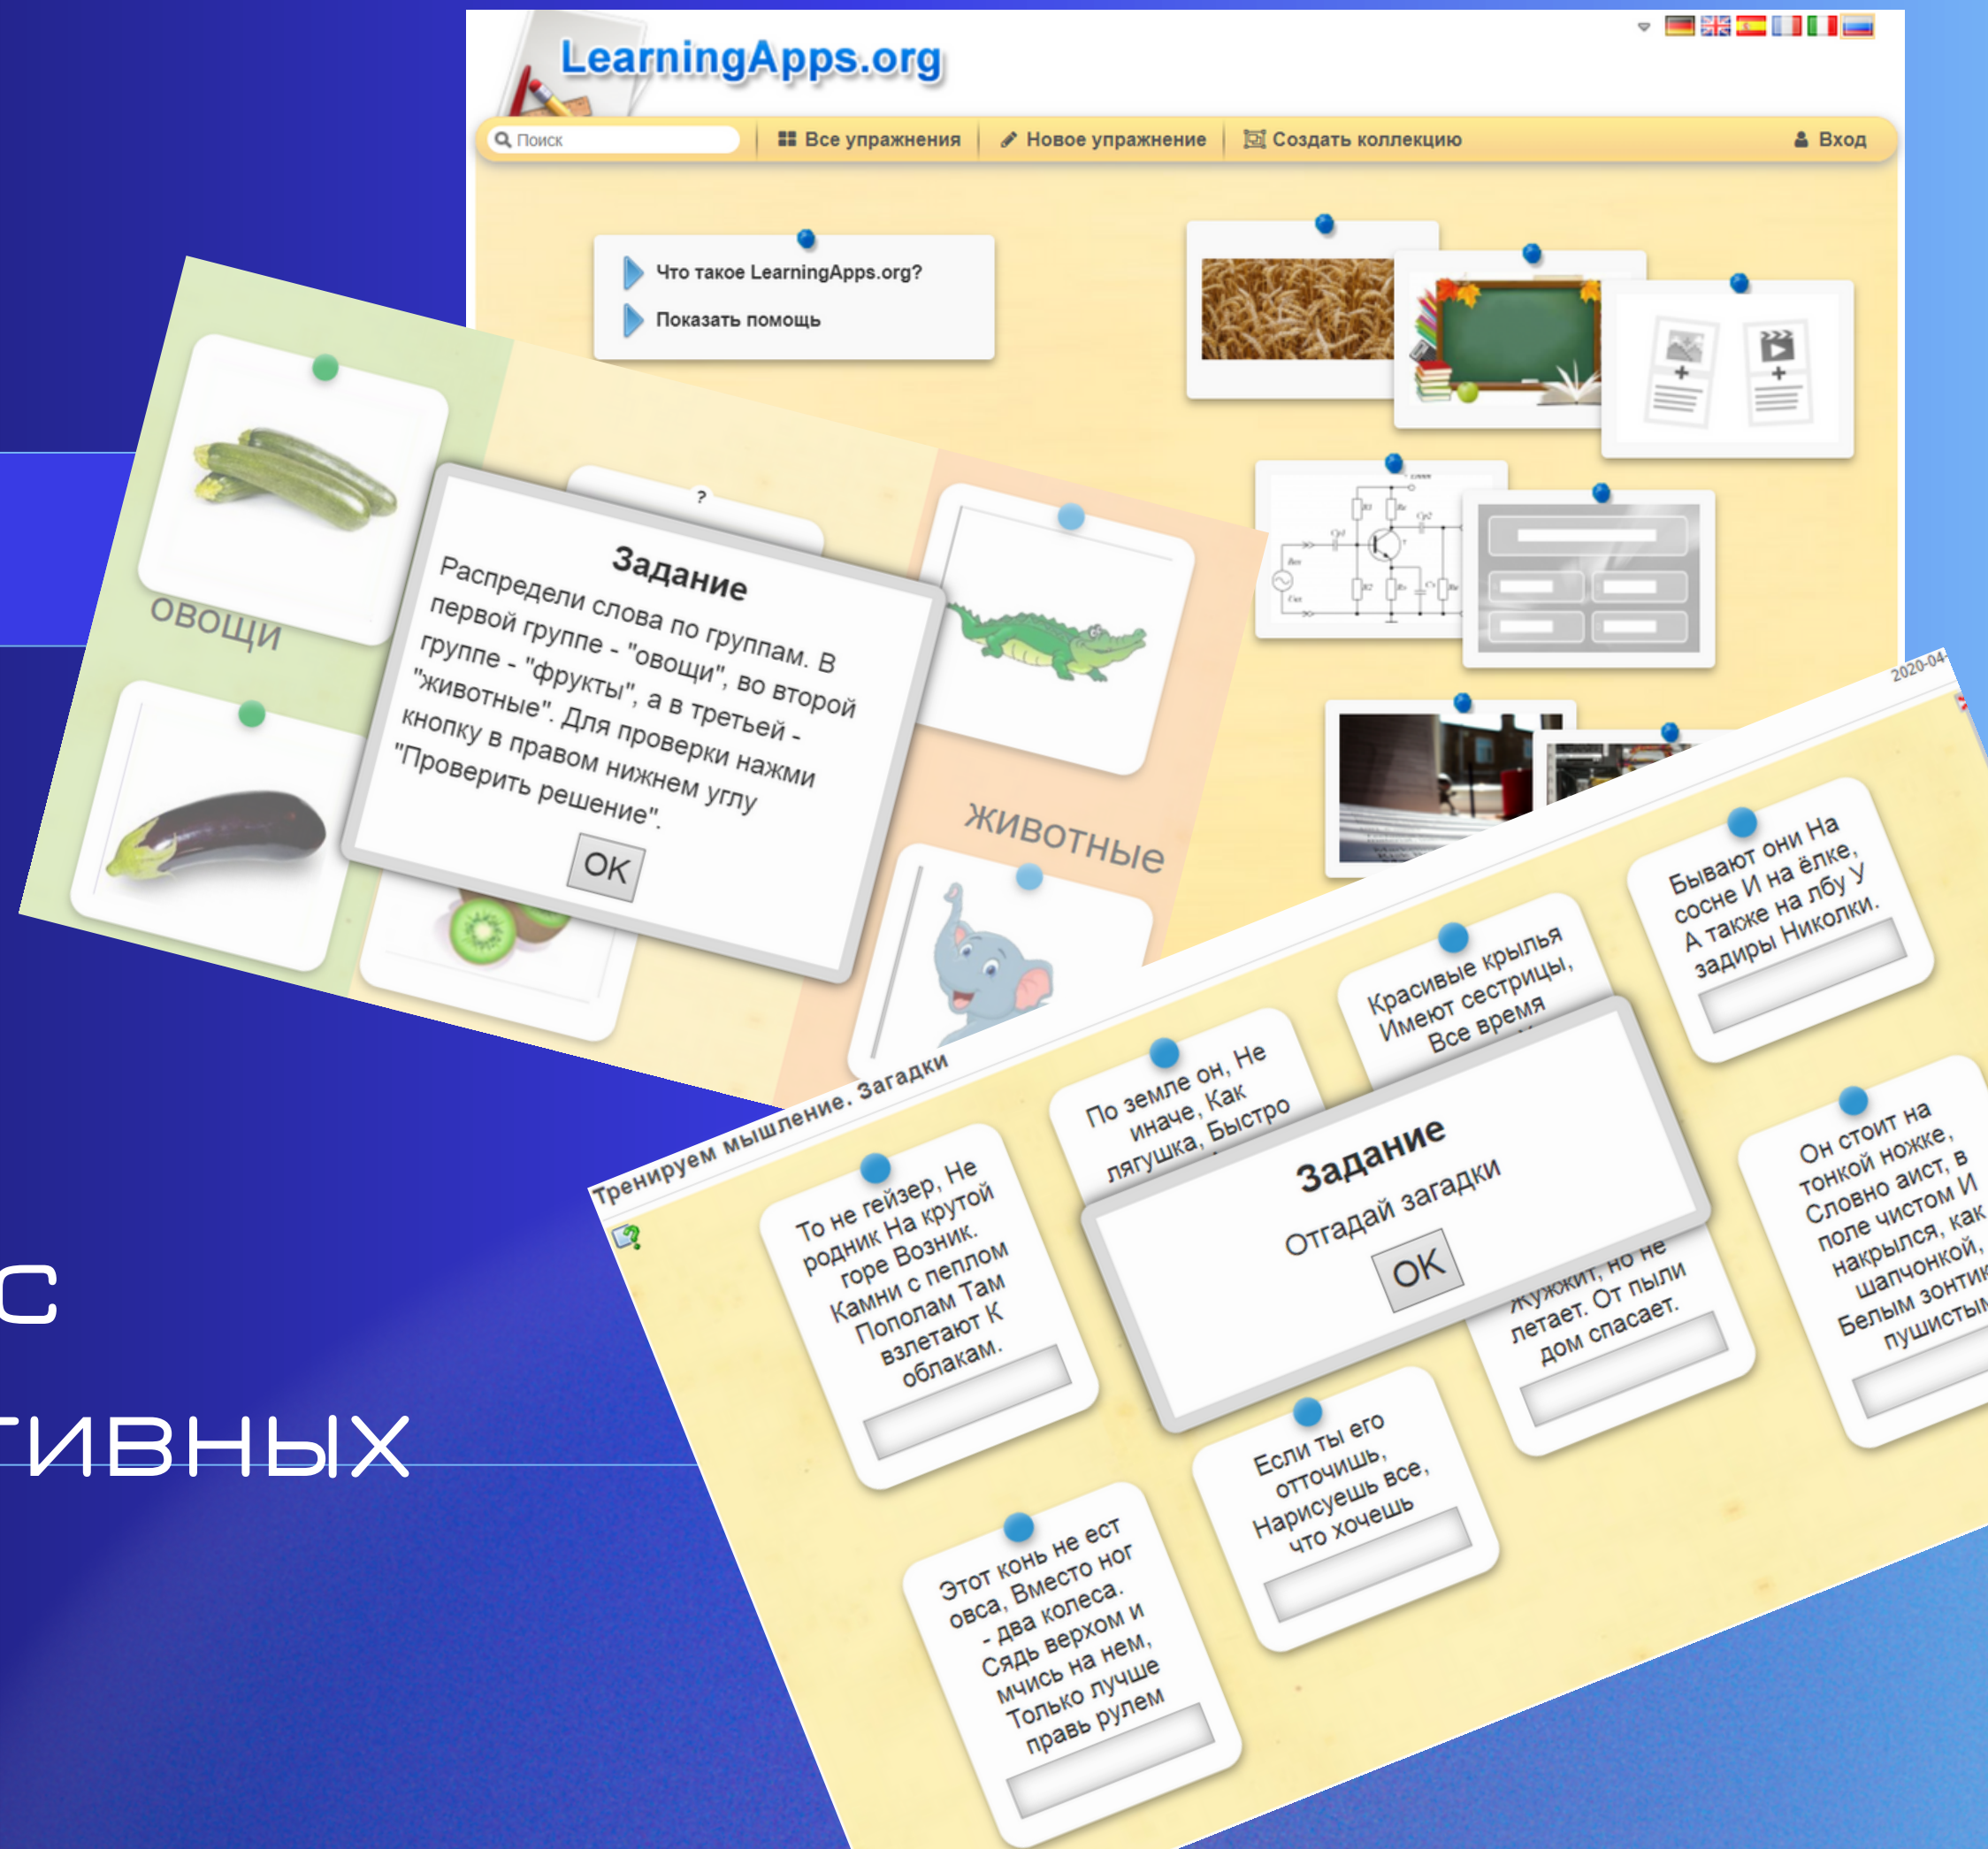 LearningApps.org
Поиск
Все упражнения
Новое упражнение
Создать коллекцию
Вход
Что такое LearningApps.org?
Показать помощь
овощи
?
Задание
Распредели слова по группам. В
первой группе - "овощи", во второй
группе - "фрукты", а в третьей -
"животные". Для проверки нажми
кнопку в правом нижнем углу
"Проверить решение".
OK
животные
2020-04-
Тренируем мышление. Загадки
То не гейзер, Не
родник На крутой
горе Возник.
Камни с пеплом
Пополам Там
взлетают К
облакам.
По земле он, Не
иначе, Как
лягушка, Быстро
Красивые крылья
Имеют сестрицы,
Все время
Бывают они На
сосне И на ёлке,
А также на лбу У
задиры Николки.
Задание
Отгадай загадки
OK
Жужжит, но не
летает. От пыли
дом спасает.
Он стоит на
тонкой ножке,
Словно аист, в
поле чистом И
накрылся, как
шапчонкой,
Белым зонтик
пушистым
Этот конь не ест
овса, Вместо ног
- два колеса.
Сядь верхом и
мчись на нем,
Только лучше
правь рулем
Если ты его
отточишь,
Нарисуешь все,
что хочешь
с
тивных